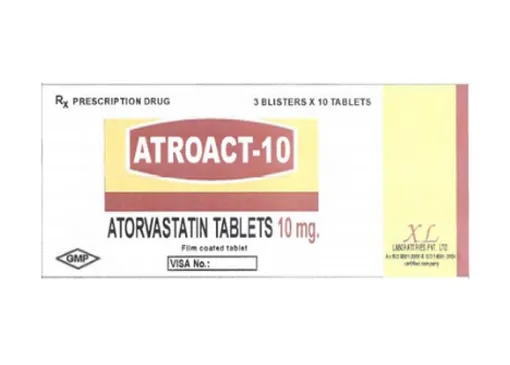 Rx PRESCRIPTION DRUG
3 BLISTERS X 10 TABLETS
ATROACT-10
ATORVASTATIN TABLETS 10 mg.
Film coated tablet
GMP
VISA No.:
XL
LABORATORIES PVT. LTD
certified company